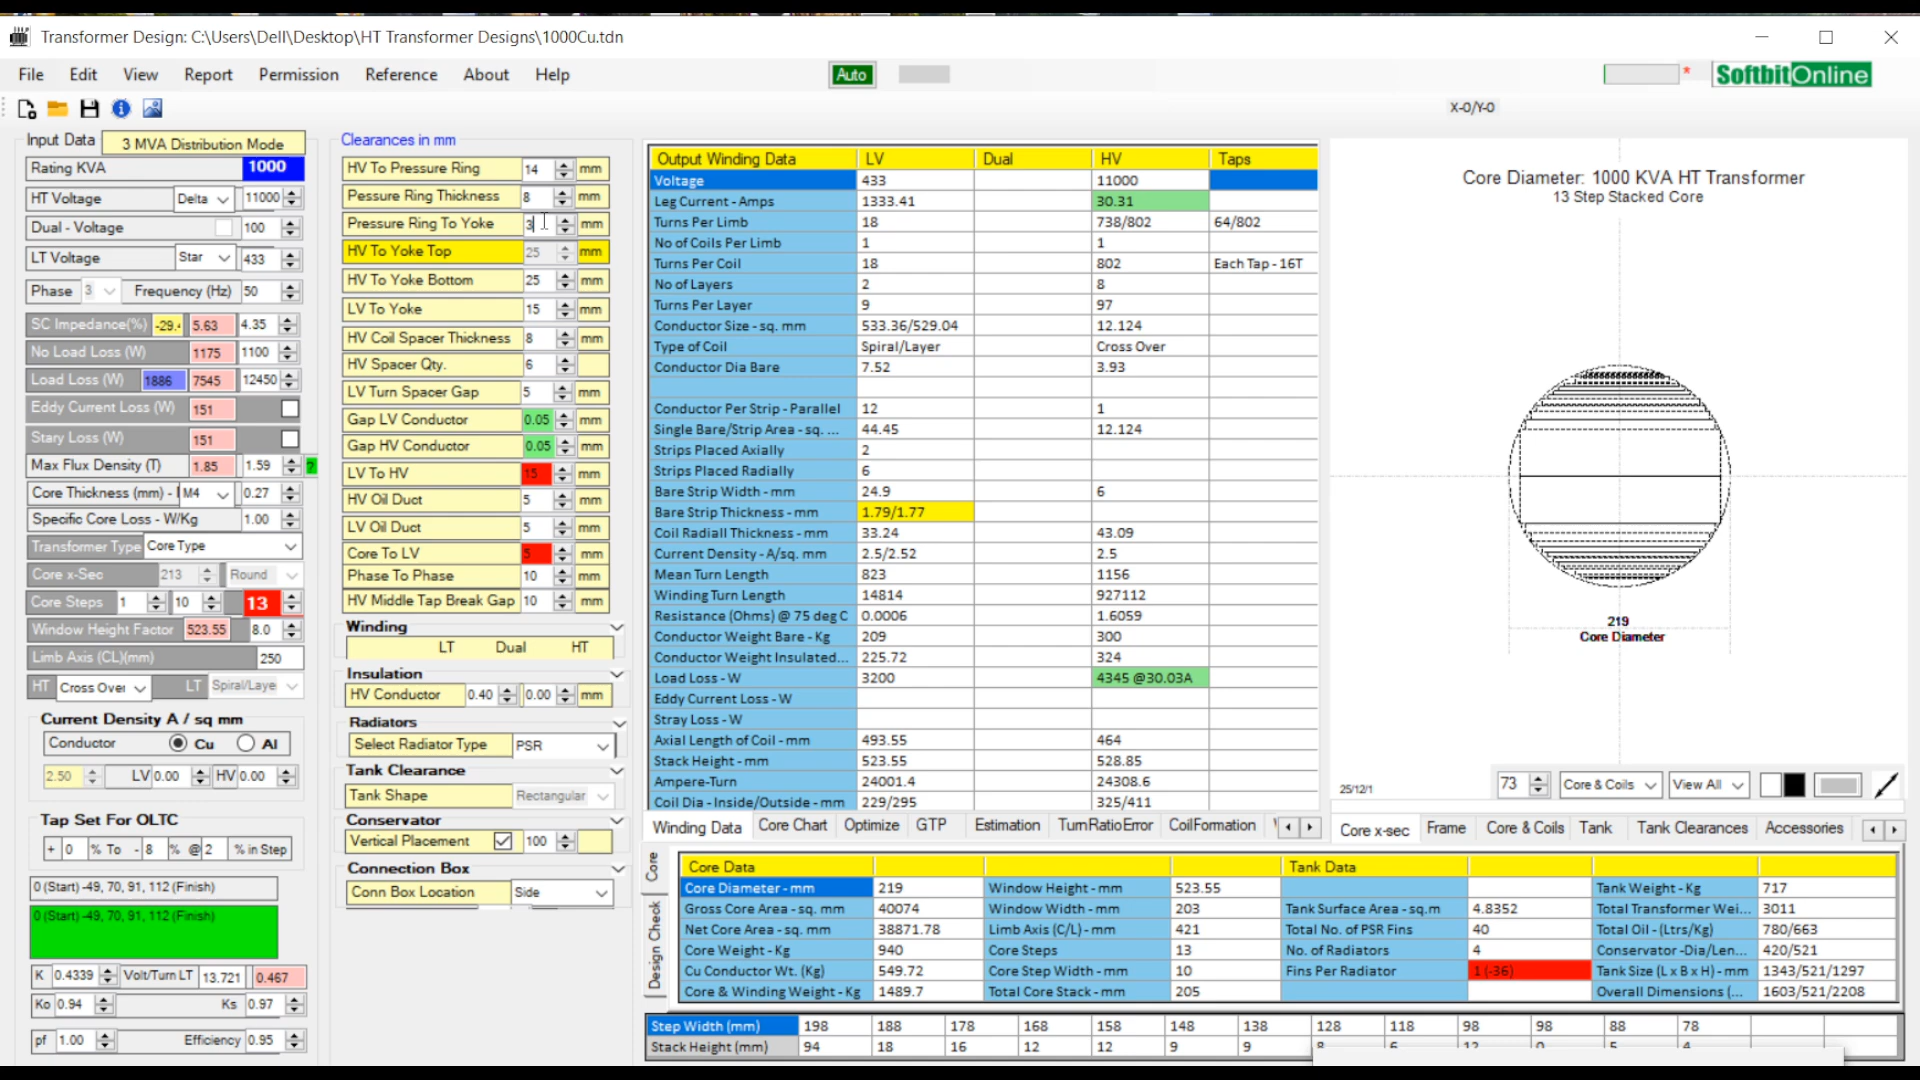 Transformer Design: C:\Users\Dell\Desktop\HT Transformer Designs\1000Cu.tdn
File Edit View Report Permission Reference About Help Auto * SoftbitOnline
X-0/Y-0
Input Data 3 MVA Distribution Mode
Rating KVA 1000
HT Voltage Delta 11000
Dual - Voltage 100
LT Voltage Star 433
Phase 3 Frequency (Hz) 50
SC Impedance(%) -29.4 5.63 4.35
No Load Loss (W) 1175 1100
Load Loss (W) 1886 7545 12450
Eddy Current Loss (W) 151
Stary Loss (W) 151
Max Flux Density (T) 1.85 1.59 ?
Core Thickness (mm) - M4 0.27
Specific Core Loss - W/Kg 1.00
Transformer Type Core Type
Core x-Sec 213 Round
Core Steps 1 10 13
Window Height Factor 523.55 8.0
Limb Axis (CL)(mm) 250
HT Cross Over LT Spiral/Laye
Current Density A / sq mm
Conductor Cu Al
2.50 LV 0.00 HV 0.00
Tap Set For OLTC
+ 0 % To - 8 % @ 2 % in Step
0 (Start) -49, 70, 91, 112 (Finish)
0 (Start) -49, 70, 91, 112 (Finish)
K 0.4339 Volt/Turn LT 13.721 0.467
Ko 0.94 Ks 0.97
pf 1.00 Efficiency 0.95
Clearances in mm
HV To Pressure Ring 14 mm
Pessure Ring Thickness 8 mm
Pressure Ring To Yoke 3 mm
HV To Yoke Top 25 mm
HV To Yoke Bottom 25 mm
LV To Yoke 15 mm
HV Coil Spacer Thickness 8 mm
HV Spacer Qty. 6
LV Turn Spacer Gap 5 mm
Gap LV Conductor 0.05 mm
Gap HV Conductor 0.05 mm
LV To HV 15 mm
HV Oil Duct 5 mm
LV Oil Duct 5 mm
Core To LV 5 mm
Phase To Phase 10 mm
HV Middle Tap Break Gap 10 mm
Winding
LT Dual HT
Insulation
HV Conductor 0.40 0.00 mm
Radiators
Select Radiator Type PSR
Tank Clearance
Tank Shape Rectangular
Conservator
Vertical Placement 100
Connection Box
Conn Box Location Side
Output Winding Data LV Dual HV Taps
Voltage 433 11000
Leg Current - Amps 1333.41 30.31
Turns Per Limb 18 738/802 64/802
No of Coils Per Limb 1 1
Turns Per Coil 18 802 Each Tap - 16T
No of Layers 2 8
Turns Per Layer 9 97
Conductor Size - sq. mm 533.36/529.04 12.124
Type of Coil Spiral/Layer Cross Over
Conductor Dia Bare 7.52 3.93
Conductor Per Strip - Parallel 12 1
Single Bare/Strip Area - sq. ... 44.45 12.124
Strips Placed Axially 2
Strips Placed Radially 6
Bare Strip Width - mm 24.9 6
Bare Strip Thickness - mm 1.79/1.77
Coil Radiall Thickness - mm 33.24 43.09
Current Density - A/sq. mm 2.5/2.52 2.5
Mean Turn Length 823 1156
Winding Turn Length 14814 927112
Resistance (Ohms) @ 75 deg C 0.0006 1.6059
Conductor Weight Bare - Kg 209 300
Conductor Weight Insulated... 225.72 324
Load Loss - W 3200 4345 @30.03A
Eddy Current Loss - W
Stray Loss - W
Axial Length of Coil - mm 493.55 464
Stack Height - mm 523.55 528.85
Ampere-Turn 24001.4 24308.6
Coil Dia - Inside/Outside - mm 229/295 325/411
Winding Data Core Chart Optimize GTP Estimation TurnRatioError CoilFormation
Core Diameter: 1000 KVA HT Transformer
13 Step Stacked Core
219
Core Diameter
25/12/1 73 Core & Coils View All
Core x-sec Frame Core & Coils Tank Tank Clearances Accessories
Core
Design Check
Core Data Tank Data
Core Diameter - mm 219 Window Height - mm 523.55 Tank Weight - Kg 717
Gross Core Area - sq. mm 40074 Window Width - mm 203 Tank Surface Area - sq.m 4.8352 Total Transformer Wei... 3011
Net Core Area - sq. mm 38871.78 Limb Axis (C/L) - mm 421 Total No. of PSR Fins 40 Total Oil - (Ltrs/Kg) 780/663
Core Weight - Kg 940 Core Steps 13 No. of Radiators 4 Conservator -Dia/Len... 420/521
Cu Conductor Wt. (Kg) 549.72 Core Step Width - mm 10 Fins Per Radiator 1 (-36) Tank Size (L x B x H) - mm 1343/521/1297
Core & Winding Weight - Kg 1489.7 Total Core Stack - mm 205 Overall Dimensions (... 1603/521/2208
Step Width (mm) 198 188 178 168 158 148 138 128 118 98 98 88 78
Stack Height (mm) 94 18 16 12 12 9 9